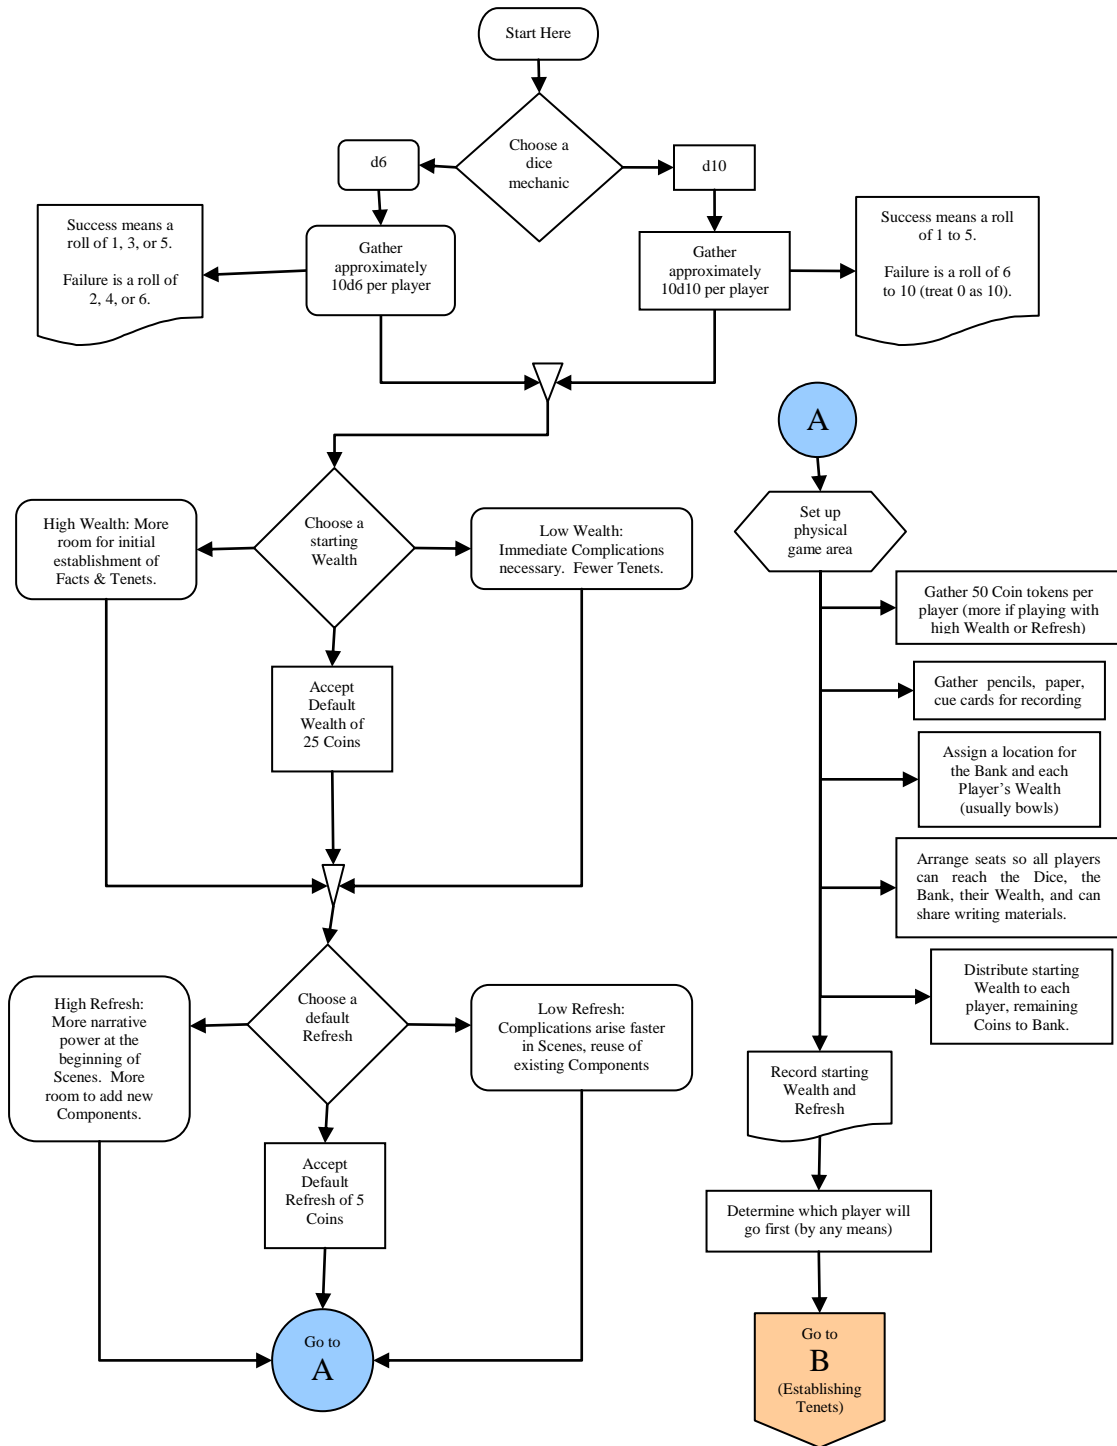 Start Here
Choose a
dice
mechanic
d6
d10
Success means a
roll of 1, 3, or 5.
Failure is a roll of
2, 4, or 6.
Gather
approximately
10d6 per player
Gather
approximately
10d10 per player
Success means a roll
of 1 to 5.
Failure is a roll of 6
to 10 (treat 0 as 10).
High Wealth: More
room for initial
establishment of
Facts & Tenets.
Choose a
starting
Wealth
Low Wealth:
Immediate Complications
necessary. Fewer Tenets.
Accept
Default
Wealth of
25 Coins
High Refresh:
More narrative
power at the
beginning of
Scenes. More
room to add new
Components.
Choose a
default
Refresh
Low Refresh:
Complications arise faster
in Scenes, reuse of
existing Components
Accept
Default
Refresh of 5
Coins
Go to
A
A
Set up
physical
game area
Gather 50 Coin tokens per
player (more if playing with
high Wealth or Refresh)
Gather pencils, paper,
cue cards for recording
Assign a location for
the Bank and each
Player's Wealth
(usually bowls)
Arrange seats so all players
can reach the Dice, the
Bank, their Wealth, and can
share writing materials.
Distribute starting
Wealth to each
player, remaining
Coins to Bank.
Record starting
Wealth and
Refresh
Determine which player will
go first (by any means)
Go to
B
(Establishing
Tenets)